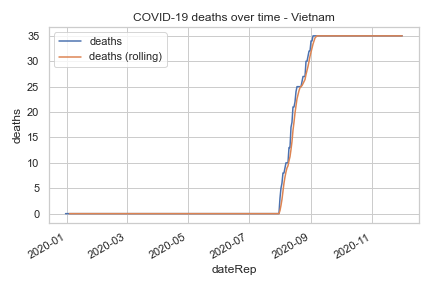 COVID-19 deaths over time - Vietnam
deaths
deaths (rolling)
35
30
25
20
15
10
5
0
deaths
2020-01
2020-03
2020-05
2020-07
2020-09
2020-11
dateRep